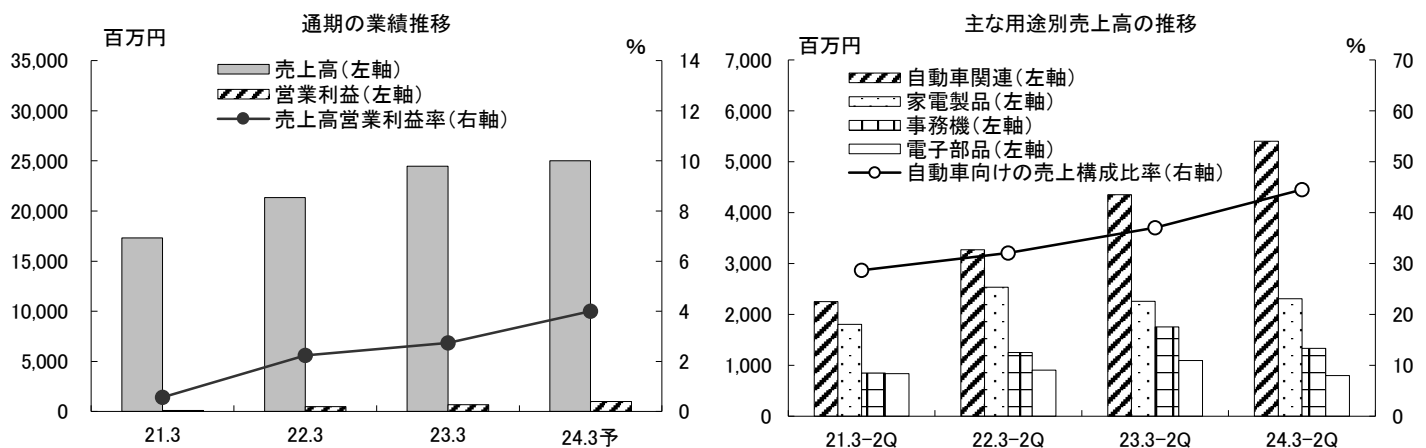 通期の業績推移
百万円
%
35,000
30,000
25,000
20,000
15,000
10,000
5,000
0
14
12
10
8
6
4
2
0
売上高(左軸)
営業利益(左軸)
売上高営業利益率(右軸)
21.3
22.3
23.3
24.3予
主な用途別売上高の推移
百万円
%
7,000
6,000
5,000
4,000
3,000
2,000
1,000
0
70
60
50
40
30
20
10
0
自動車関連(左軸)
家電製品(左軸)
事務機(左軸)
電子部品(左軸)
自動車向けの売上構成比率(右軸)
21.3-2Q
22.3-2Q
23.3-2Q
24.3-2Q